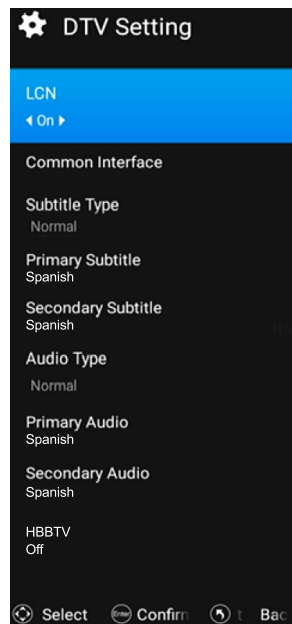 DTV Setting
LCN
On
Common Interface
Subtitle Type
Normal
Primary Subtitle
Spanish
Secondary Subtitle
Spanish
Audio Type
Normal
Primary Audio
Spanish
Secondary Audio
Spanish
HBBTV
Off
Select Confirm Bac